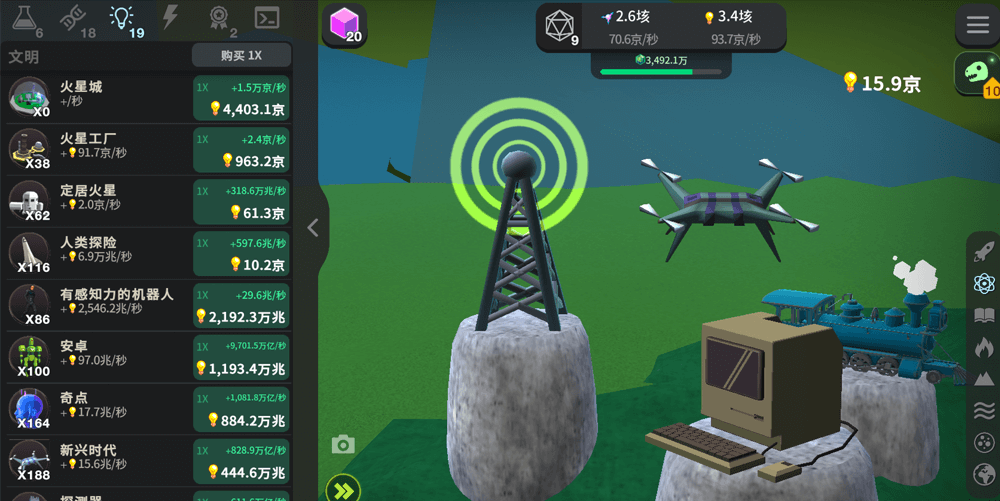 6
18
19
2
文明
购买 1X
火星城
+/秒
X0
1X +1.5万京/秒
4,403.1京
火星工厂
+91.7京/秒
X38
1X +2.4京/秒
963.2京
定居火星
+2.0京/秒
X62
1X +318.6万兆/秒
61.3京
人类探险
+6.9万兆/秒
X116
1X +597.6兆/秒
10.2京
有感知力的机器人
+2,546.2兆/秒
X86
1X +29.6兆/秒
2,192.3万兆
安卓
+97.0兆/秒
X100
1X +9,701.5万亿/秒
1,193.4万兆
奇点
+17.7兆/秒
X164
1X +1,081.8万亿/秒
884.2万兆
新兴时代
+15.6兆/秒
X188
1X +828.9万亿/秒
444.6万兆
探测器
20
9
2.6垓
70.6京/秒
3.4垓
93.7京/秒
3,492.1万
15.9京
10